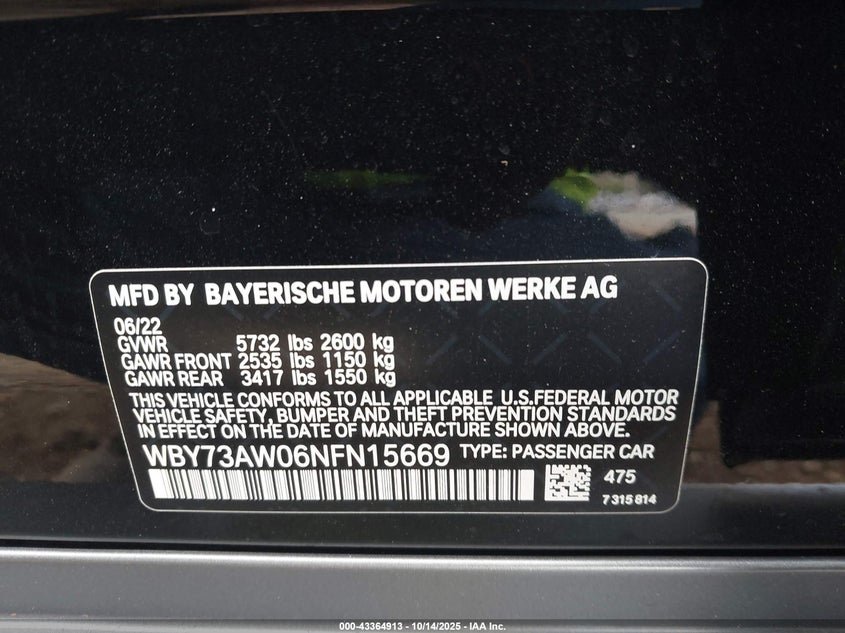 MFD BY BAYERISCHE MOTOREN WERKE AG
06/22
GVWR 5732 lbs 2600 kg
GAWR FRONT 2535 lbs 1150 kg
GAWR REAR 3417 lbs 1550 kg
THIS VEHICLE CONFORMS TO ALL APPLICABLE U.S.FEDERAL MOTOR
VEHICLE SAFETY, BUMPER AND THEFT PREVENTION STANDARDS
IN EFFECT ON THE DATE OF MANUFACTURE SHOWN ABOVE.
WBY73AW06NFN15669 TYPE: PASSENGER CAR
475
7315814
000-43364913 - 10/14/2025 - IAA Inc.